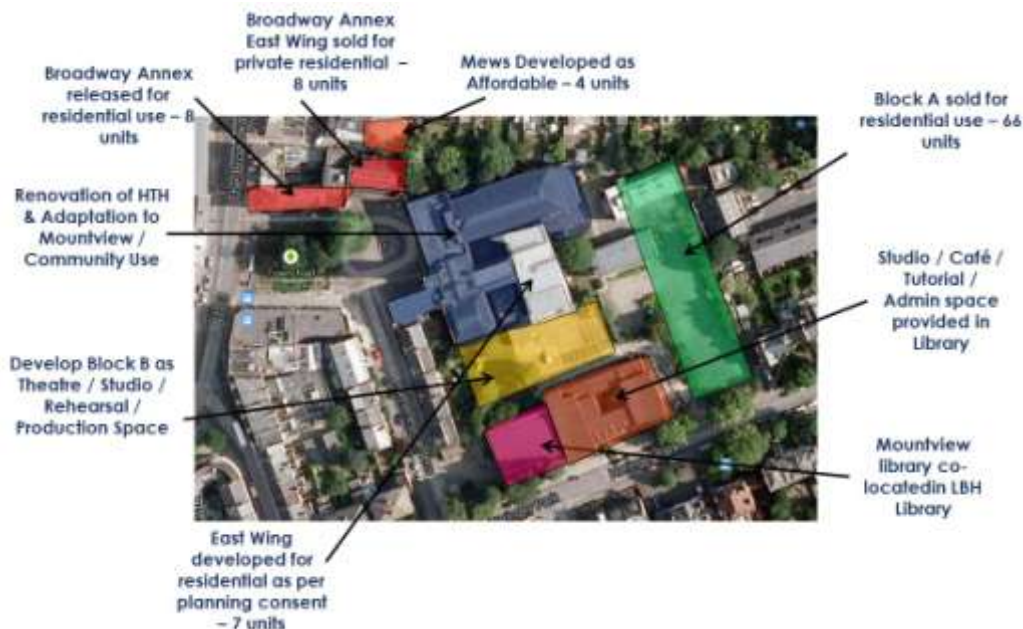 Broadway Annex
East Wing sold for
private residential –
8 units
Mews Developed as
Affordable – 4 units
Broadway Annex
released for
residential use – 8
units
Block A sold for
residential use – 66
units
Renovation of HTH
& Adaptation to
Mountview /
Community Use
Studio / Café /
Tutorial /
Admin space
provided in
Library
Develop Block B as
Theatre / Studio /
Rehearsal /
Production Space
Mountview
library co-
locatedin LBH
Library
East Wing
developed for
residential as per
planning consent
– 7 units